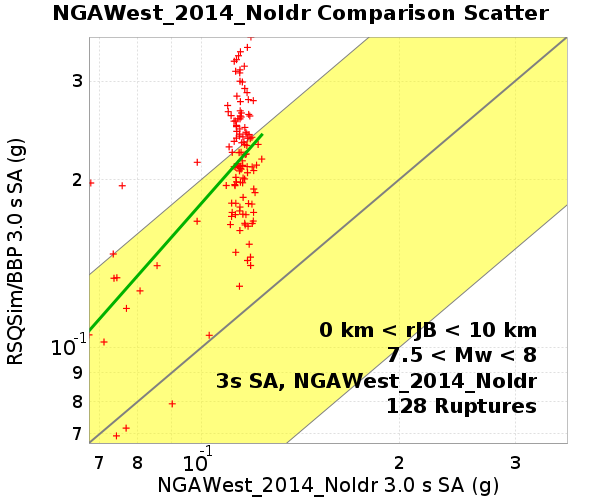 NGAWest_2014_NoIdr Comparison Scatter
RSQSim/BBP 3.0 s SA (g)
3
2
10-1
9
8
7
0 km < rJB < 10 km
7.5 < Mw < 8
3s SA, NGAWest_2014_NoIdr
128 Ruptures
7 8 10-1 2 3
NGAWest_2014_NoIdr 3.0 s SA (g)